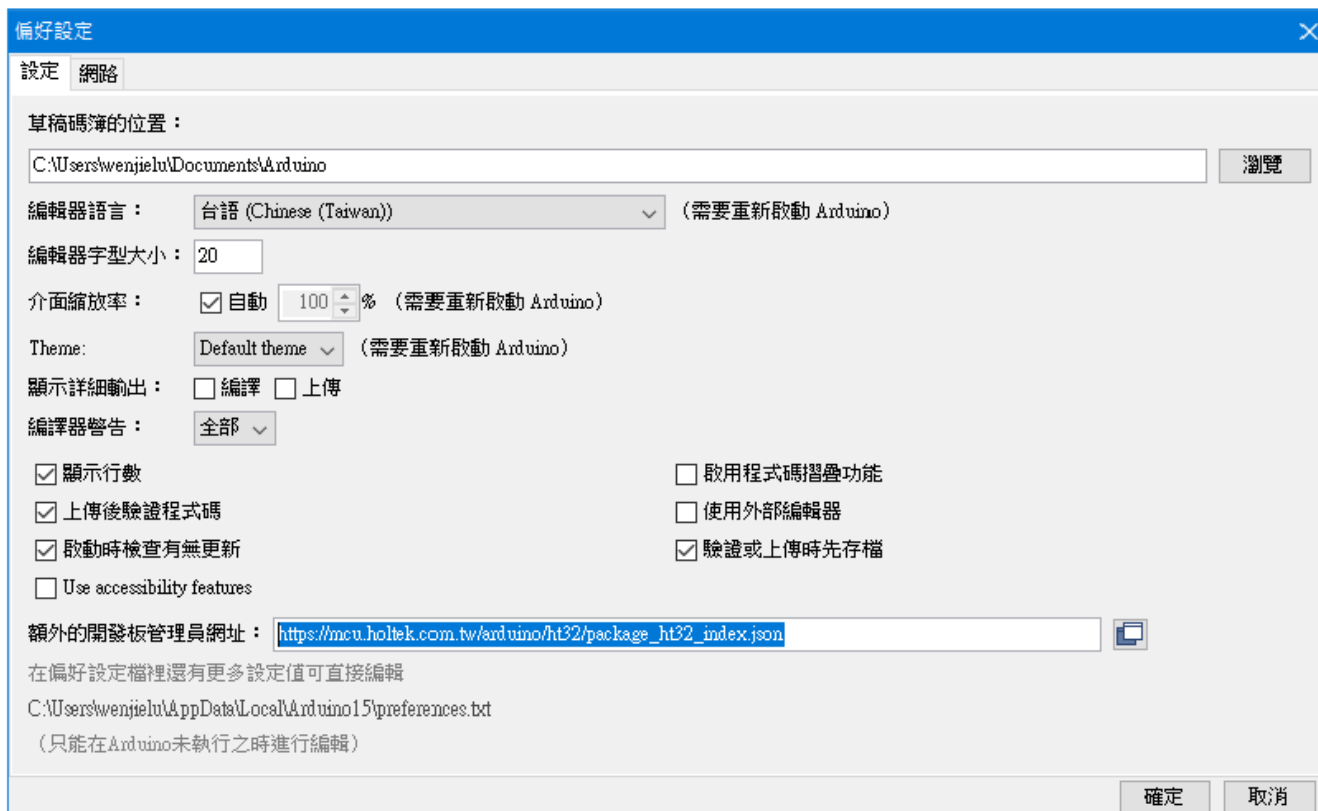 偏好設定
設定 網路
草稿碼簿的位置：
C:\Users\wenjielu\Documents\Arduino 瀏覽
編輯器語言： 台語 (Chinese (Taiwan)) （需要重新啟動 Arduino）
編輯器字型大小： 20
介面縮放率： 自動 100 % （需要重新啟動 Arduino）
Theme: Default theme （需要重新啟動 Arduino）
顯示詳細輸出： 編譯 上傳
編譯器警告： 全部
顯示行數 啟用程式碼摺疊功能
上傳後驗證程式碼 使用外部編輯器
啟動時檢查有無更新 驗證或上傳時先存檔
Use accessibility features
額外的開發板管理員網址： https://mcu.holtek.com.tw/arduino/ht32/package_ht32_index.json
在偏好設定檔裡還有更多設定值可直接編輯
C:\Users\wenjielu\AppData\Local\Arduino15\preferences.txt
（只能在Arduino未執行之時進行編輯）
確定 取消